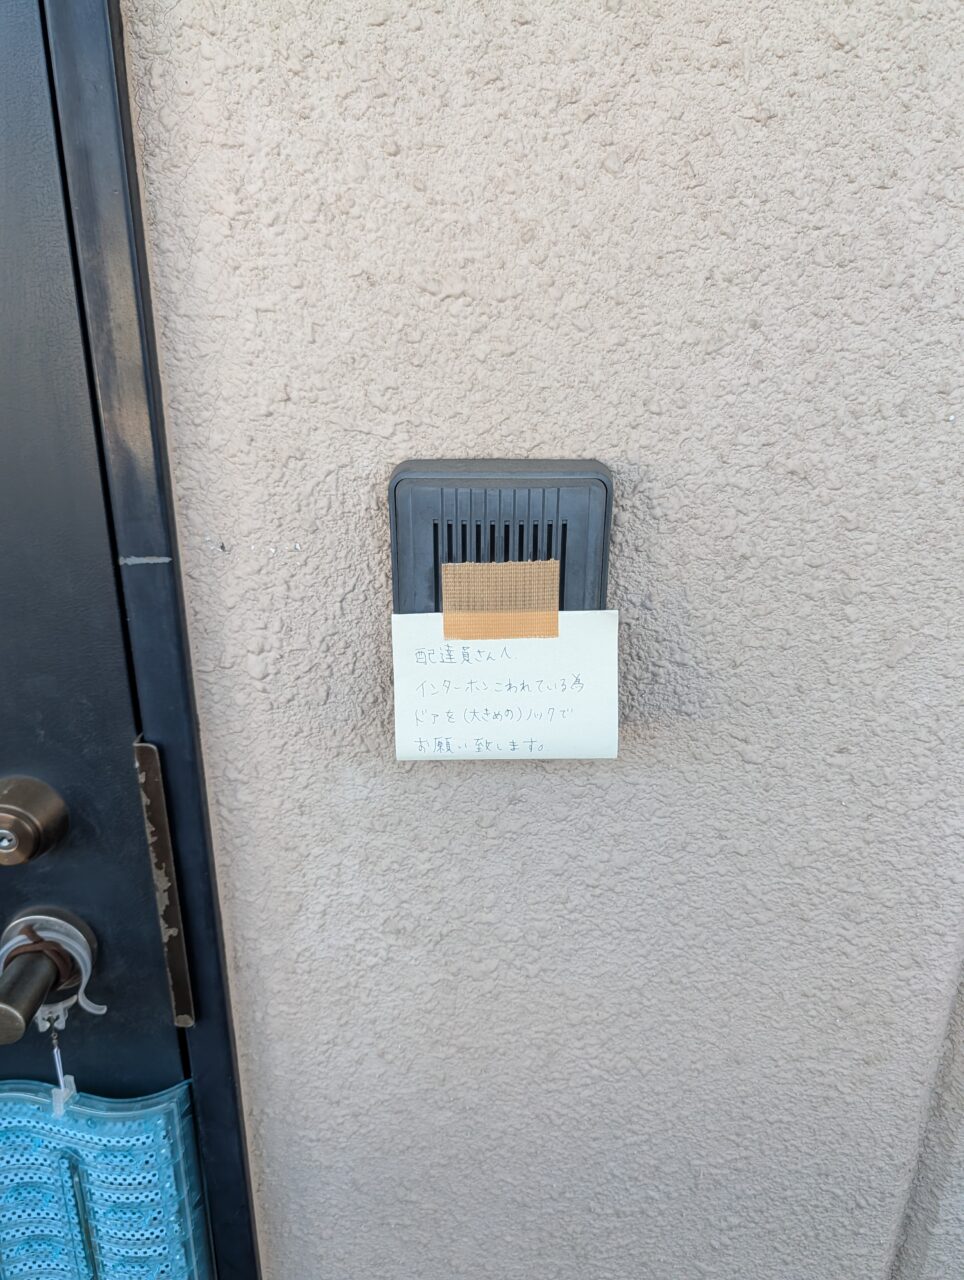 配達員さんへ
インターホンこわれている為
ドアを(大きめの)ノックで
お願い致します。